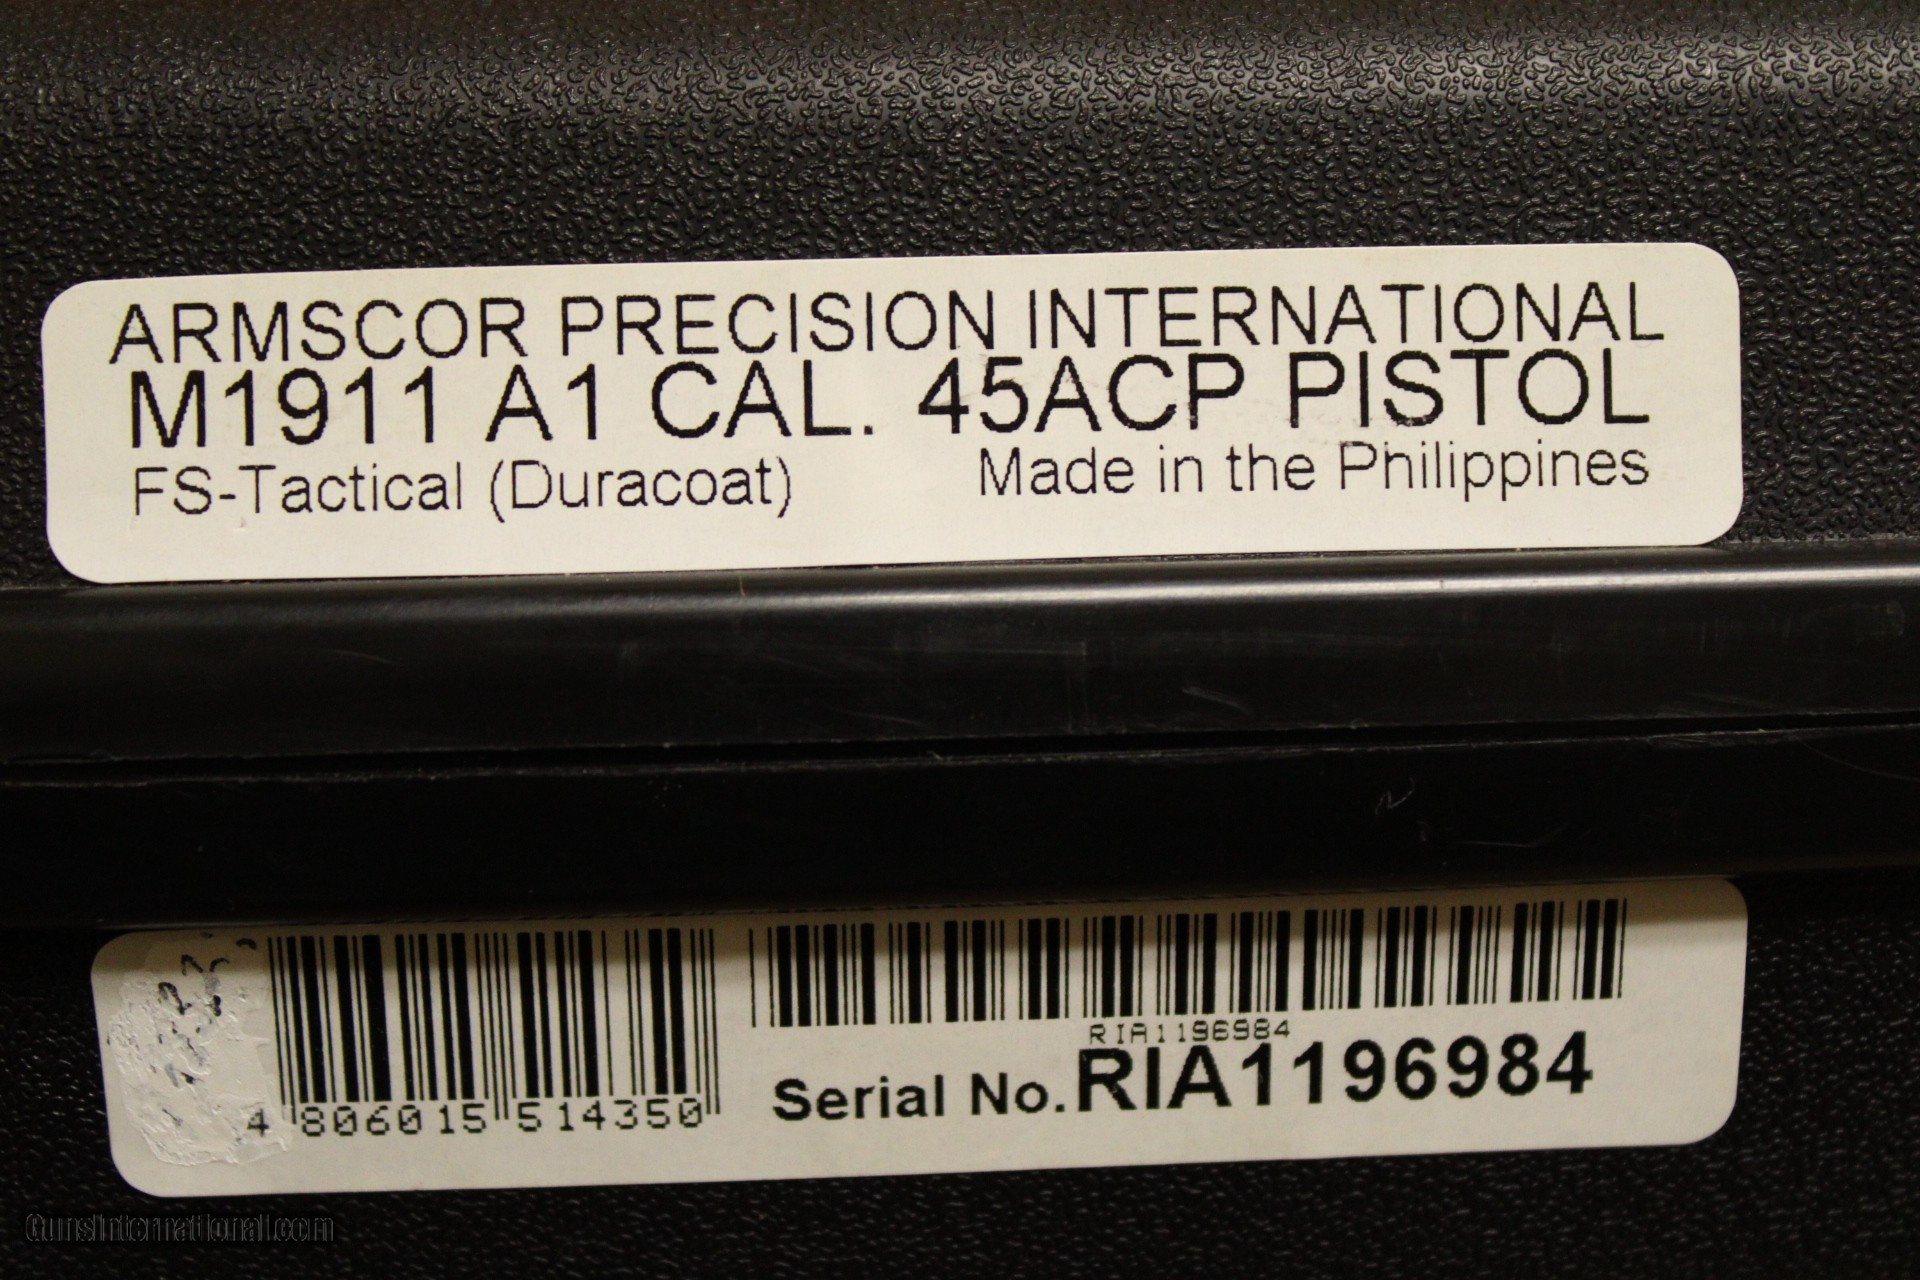 ARMSCOR PRECISION INTERNATIONAL
M1911 A1 CAL. 45ACP PISTOL
FS-Tactical (Duracoat) Made in the Philippines
4 806015 514350
RIA1196984
Serial No. RIA1196984
GunsInternational.com